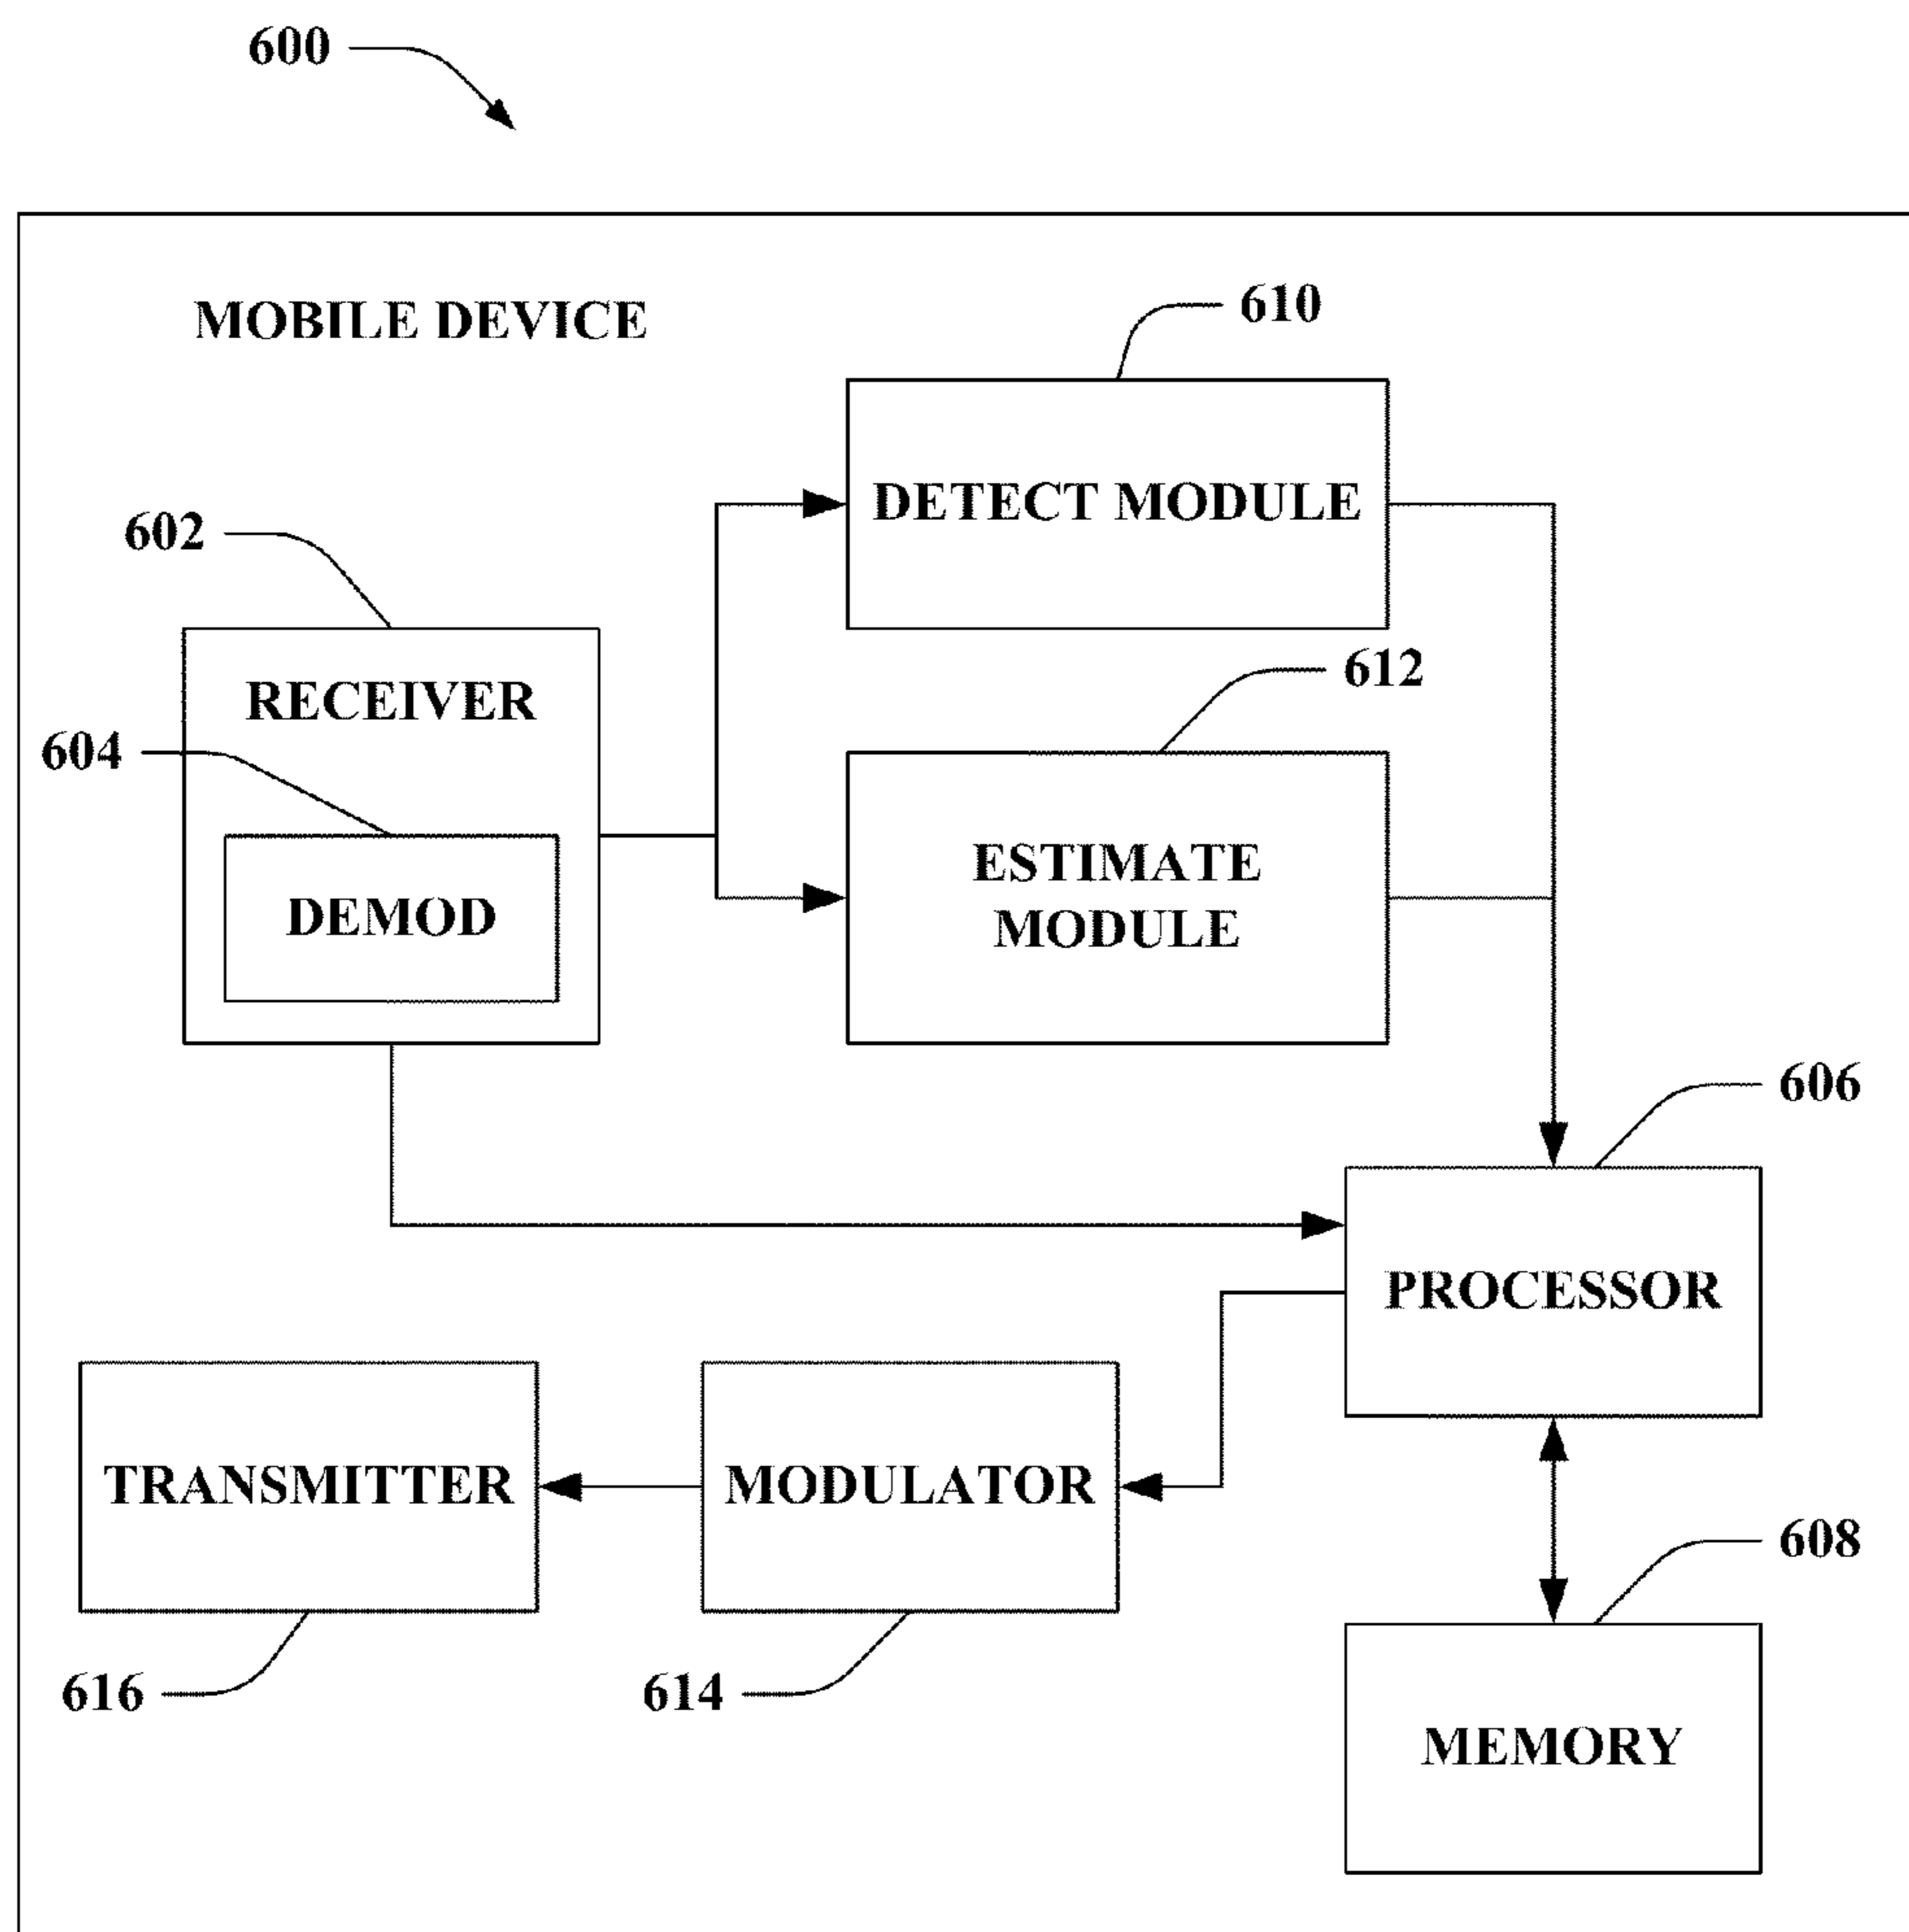 600
MOBILE DEVICE
610
DETECT MODULE
602
612
RECEIVER
604
ESTIMATE
MODULE
DEMOD
606
PROCESSOR
TRANSMITTER
MODULATOR
608
616
614
MEMORY